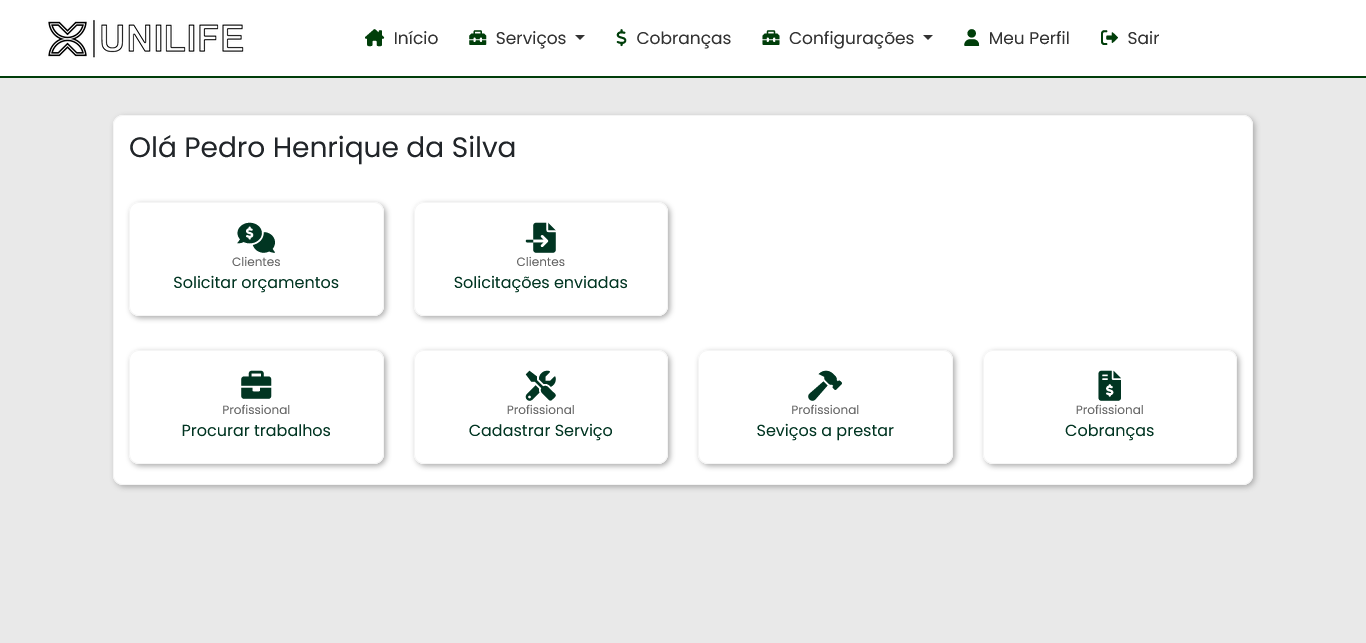 UNILIFE Início Serviços $ Cobranças Configurações Meu Perfil Sair
Olá Pedro Henrique da Silva
$
Clientes
Solicitar orçamentos
Clientes
Solicitações enviadas
Profissional
Procurar trabalhos
Profissional
Cadastrar Serviço
Profissional
Seviços a prestar
$
Profissional
Cobranças